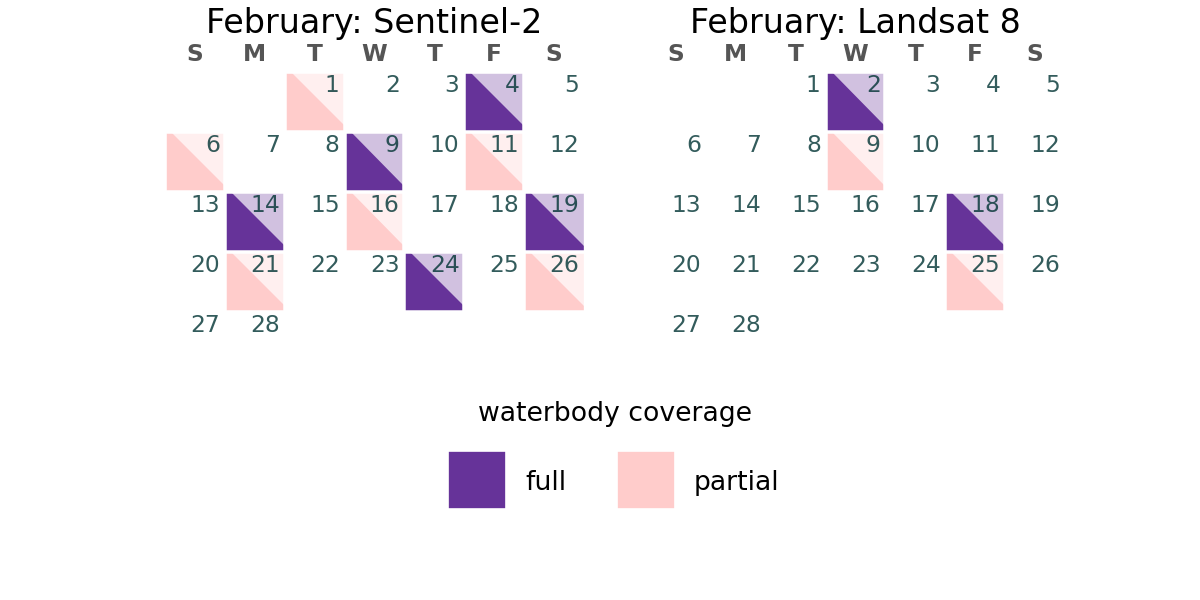 February: Sentinel-2
S M T W T F S
1 2 3 4 5
6 7 8 9 10 11 12
13 14 15 16 17 18 19
20 21 22 23 24 25 26
27 28
February: Landsat 8
S M T W T F S
1 2 3 4 5
6 7 8 9 10 11 12
13 14 15 16 17 18 19
20 21 22 23 24 25 26
27 28
waterbody coverage
full partial